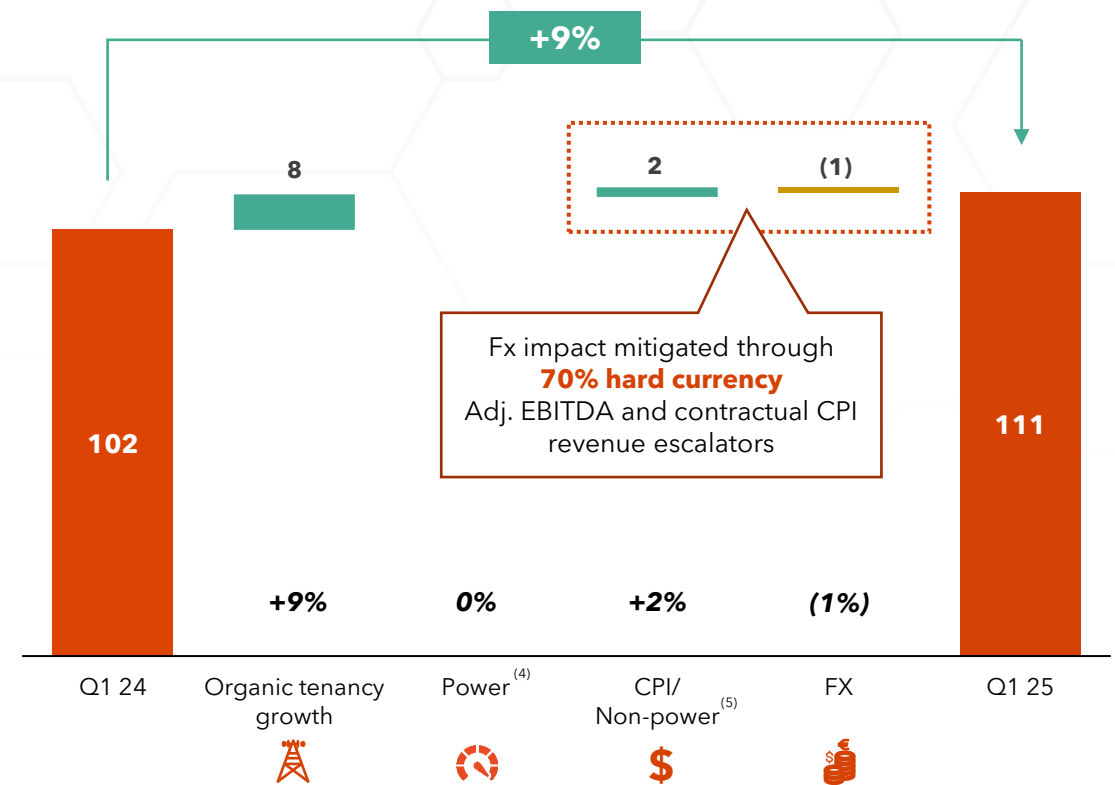 +9%
8
2
(1)
Fx impact mitigated through
70% hard currency
Adj. EBITDA and contractual CPI
revenue escalators
102
111
+9%
0%
+2%
(1%)
Q1 24
Organic tenancy
growth
Power (4)
CPI/
Non-power (5)
FX
Q1 25
$
$
€